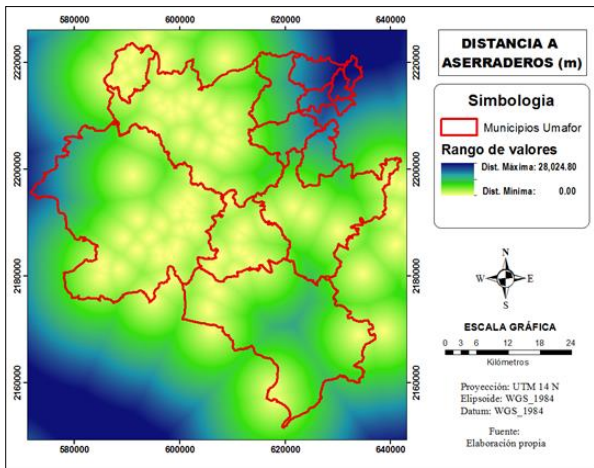 580000 600000 620000 640000
DISTANCIA A
ASERRADEROS (m)
Simbologia
Municipios Umafor
Rango de valores
Dist. Máxima: 28,024.80
Dist. Mínima: 0.00
N
W E
S
ESCALA GRÁFICA
0 3 6 12 18 24
Kilómetros
Proyección: UTM 14 N
Elipsoide: WGS_1984
Datum: WGS_1984
Fuente:
Elaboración propia
2220000
2200000
2180000
2160000
2220000
2200000
2180000
2160000
580000 600000 620000 640000